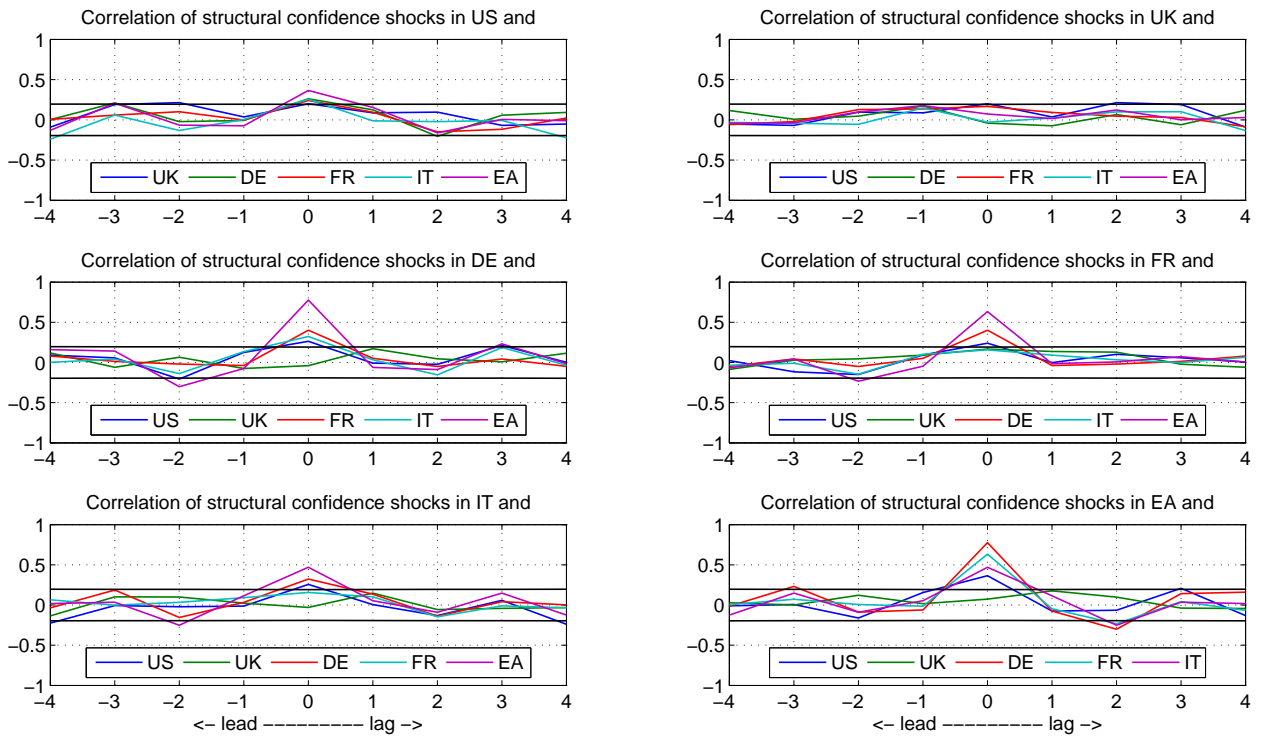 Correlation of structural confidence shocks in US and
1
0.5
0
−0.5
−1
UK DE FR IT EA
−4 −3 −2 −1 0 1 2 3 4
Correlation of structural confidence shocks in UK and
1
0.5
0
−0.5
−1
US DE FR IT EA
−4 −3 −2 −1 0 1 2 3 4
Correlation of structural confidence shocks in DE and
1
0.5
0
−0.5
−1
US UK FR IT EA
−4 −3 −2 −1 0 1 2 3 4
Correlation of structural confidence shocks in FR and
1
0.5
0
−0.5
−1
US UK DE IT EA
−4 −3 −2 −1 0 1 2 3 4
Correlation of structural confidence shocks in IT and
1
0.5
0
−0.5
−1
US UK DE FR EA
−4 −3 −2 −1 0 1 2 3 4
<− lead −−−−−−−−− lag −>
Correlation of structural confidence shocks in EA and
1
0.5
0
−0.5
−1
US UK DE FR IT
−4 −3 −2 −1 0 1 2 3 4
<− lead −−−−−−−−− lag −>